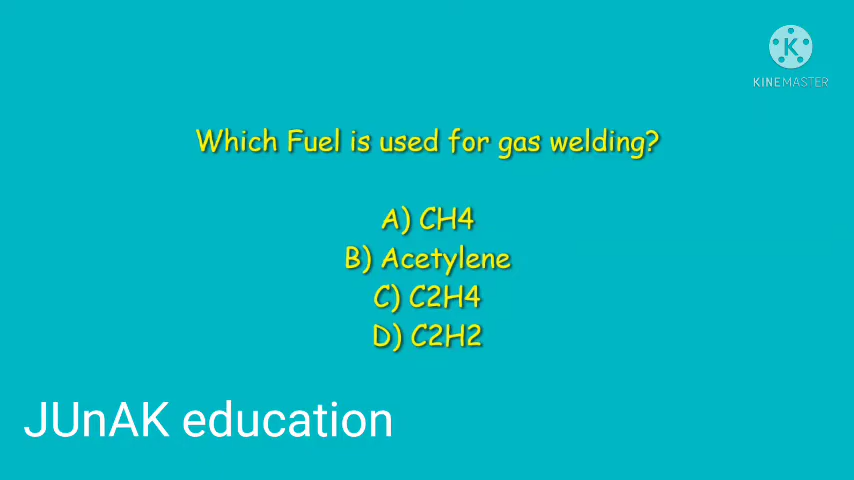 K
KINEMASTER
Which Fuel is used for gas welding?
A) CH4
B) Acetylene
C) C2H4
D) C2H2
JUnAK education